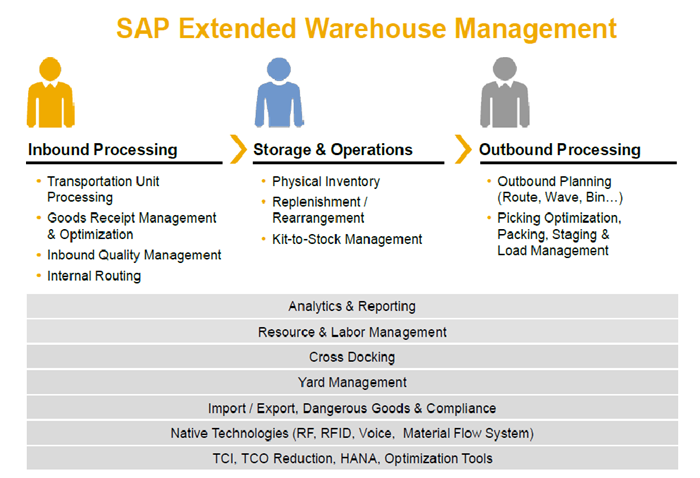 SAP Extended Warehouse Management
Inbound Processing
• Transportation Unit
Processing
• Goods Receipt Management
& Optimization
• Inbound Quality Management
• Internal Routing
Storage & Operations
• Physical Inventory
• Replenishment /
Rearrangement
• Kit-to-Stock Management
Outbound Processing
• Outbound Planning
(Route, Wave, Bin…)
• Picking Optimization,
Packing, Staging &
Load Management
Analytics & Reporting
Resource & Labor Management
Cross Docking
Yard Management
Import / Export, Dangerous Goods & Compliance
Native Technologies (RF, RFID, Voice, Material Flow System)
TCI, TCO Reduction, HANA, Optimization Tools